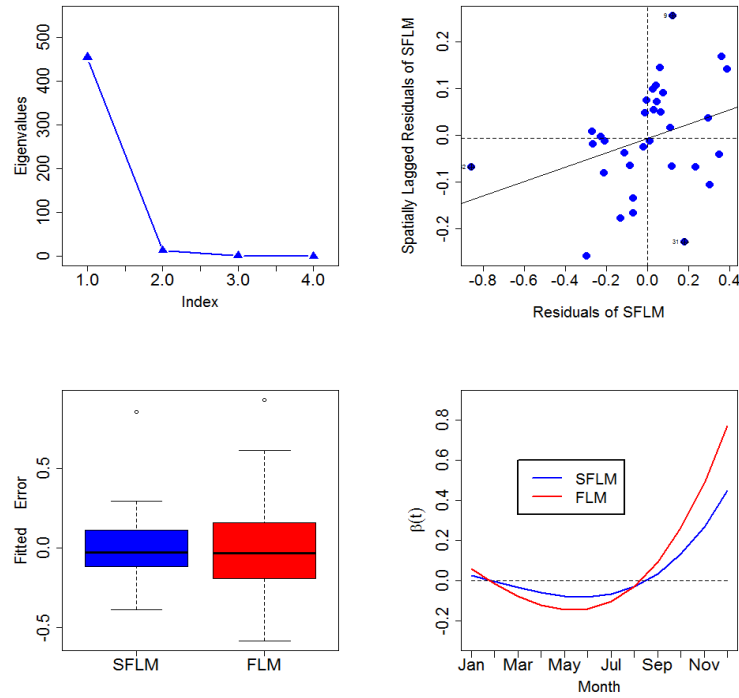 Eigenvalues
500
400
300
200
100
0
1.0
2.0
3.0
4.0
Index
Spatially Lagged Residuals of SFLM
0.2
0.1
0.0
-0.1
-0.2
9
31
-0.8
-0.6
-0.4
-0.2
0.0
0.2
0.4
Residuals of SFLM
Fitted Error
0.5
0.0
-0.5
SFLM
FLM
β(t)
0.8
0.6
0.4
0.2
0.0
-0.2
SFLM
FLM
Jan
Mar
May
Jul
Sep
Nov
Month